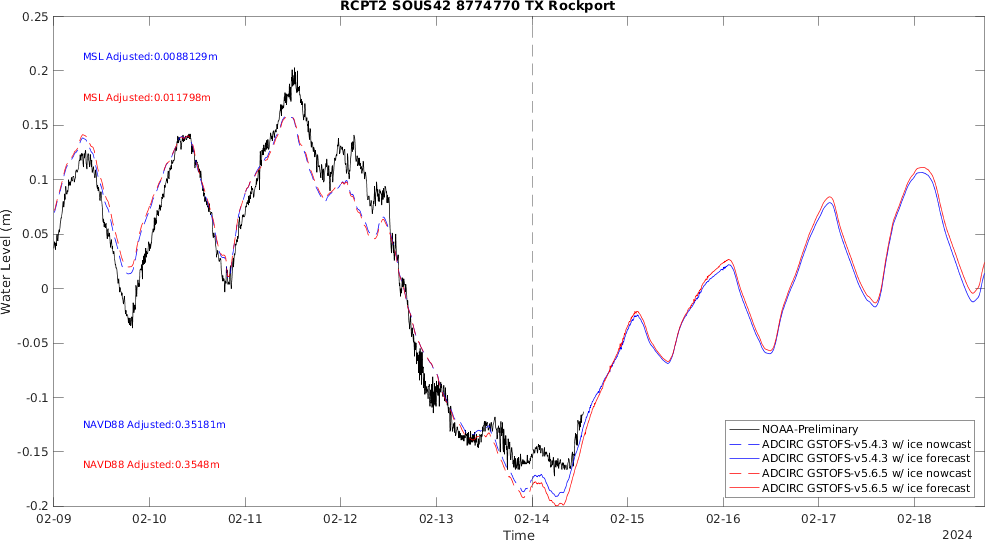 RCPT2 SOUS42 8774770 TX Rockport
0.25
0.2
0.15
0.1
0.05
0
-0.05
-0.1
-0.15
-0.2
Water Level (m)
MSL Adjusted:0.0088129m
MSL Adjusted:0.011798m
NAVD88 Adjusted:0.35181m
NAVD88 Adjusted:0.3548m
NOAA-Preliminary
ADCIRC GSTOFS-v5.4.3 w/ ice nowcast
ADCIRC GSTOFS-v5.4.3 w/ ice forecast
ADCIRC GSTOFS-v5.6.5 w/ ice nowcast
ADCIRC GSTOFS-v5.6.5 w/ ice forecast
02-09 02-10 02-11 02-12 02-13 02-14 02-15 02-16 02-17 02-18
Time
2024